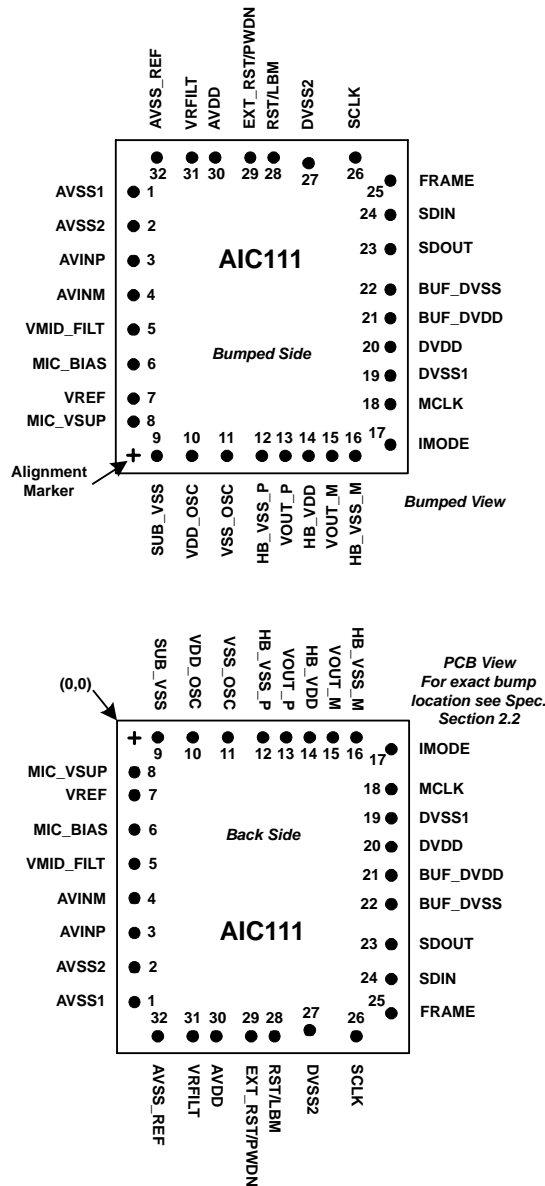 AVSS_REF
VRFILT
AVDD
EXT_RST/PWDN
RST/LBM
DVSS2
SCLK
32 31 30 29 28 27 26
AVSS1 1
AVSS2 2
AVINP 3
AVINM 4
VMID_FILT 5
MIC_BIAS 6
VREF 7
MIC_VSUP 8
AIC111
Bumped Side
25 FRAME
24 SDIN
23 SDOUT
22 BUF_DVSS
21 BUF_DVDD
20 DVDD
19 DVSS1
18 MCLK
17 IMODE
9 10 11 12 13 14 15 16
Alignment
Marker
SUB_VSS
VDD_OSC
VSS_OSC
HB_VSS_P
VOUT_P
HB_VDD
VOUT_M
HB_VSS_M
Bumped View
SUB_VSS
VDD_OSC
VSS_OSC
HB_VSS_P
VOUT_P
HB_VDD
VOUT_M
HB_VSS_M
PCB View
For exact bump
location see Spec.
Section 2.2
(0,0)
9 10 11 12 13 14 15 16
MIC_VSUP 8
VREF 7
MIC_BIAS 6
VMID_FILT 5
AVINM 4
AVINP 3
AVSS2 2
AVSS1 1
Back Side
AIC111
17 IMODE
18 MCLK
19 DVSS1
20 DVDD
21 BUF_DVDD
22 BUF_DVSS
23 SDOUT
24 SDIN
25 FRAME
32 31 30 29 28 27 26
AVSS_REF
VRFILT
AVDD
EXT_RST/PWDN
RST/LBM
DVSS2
SCLK